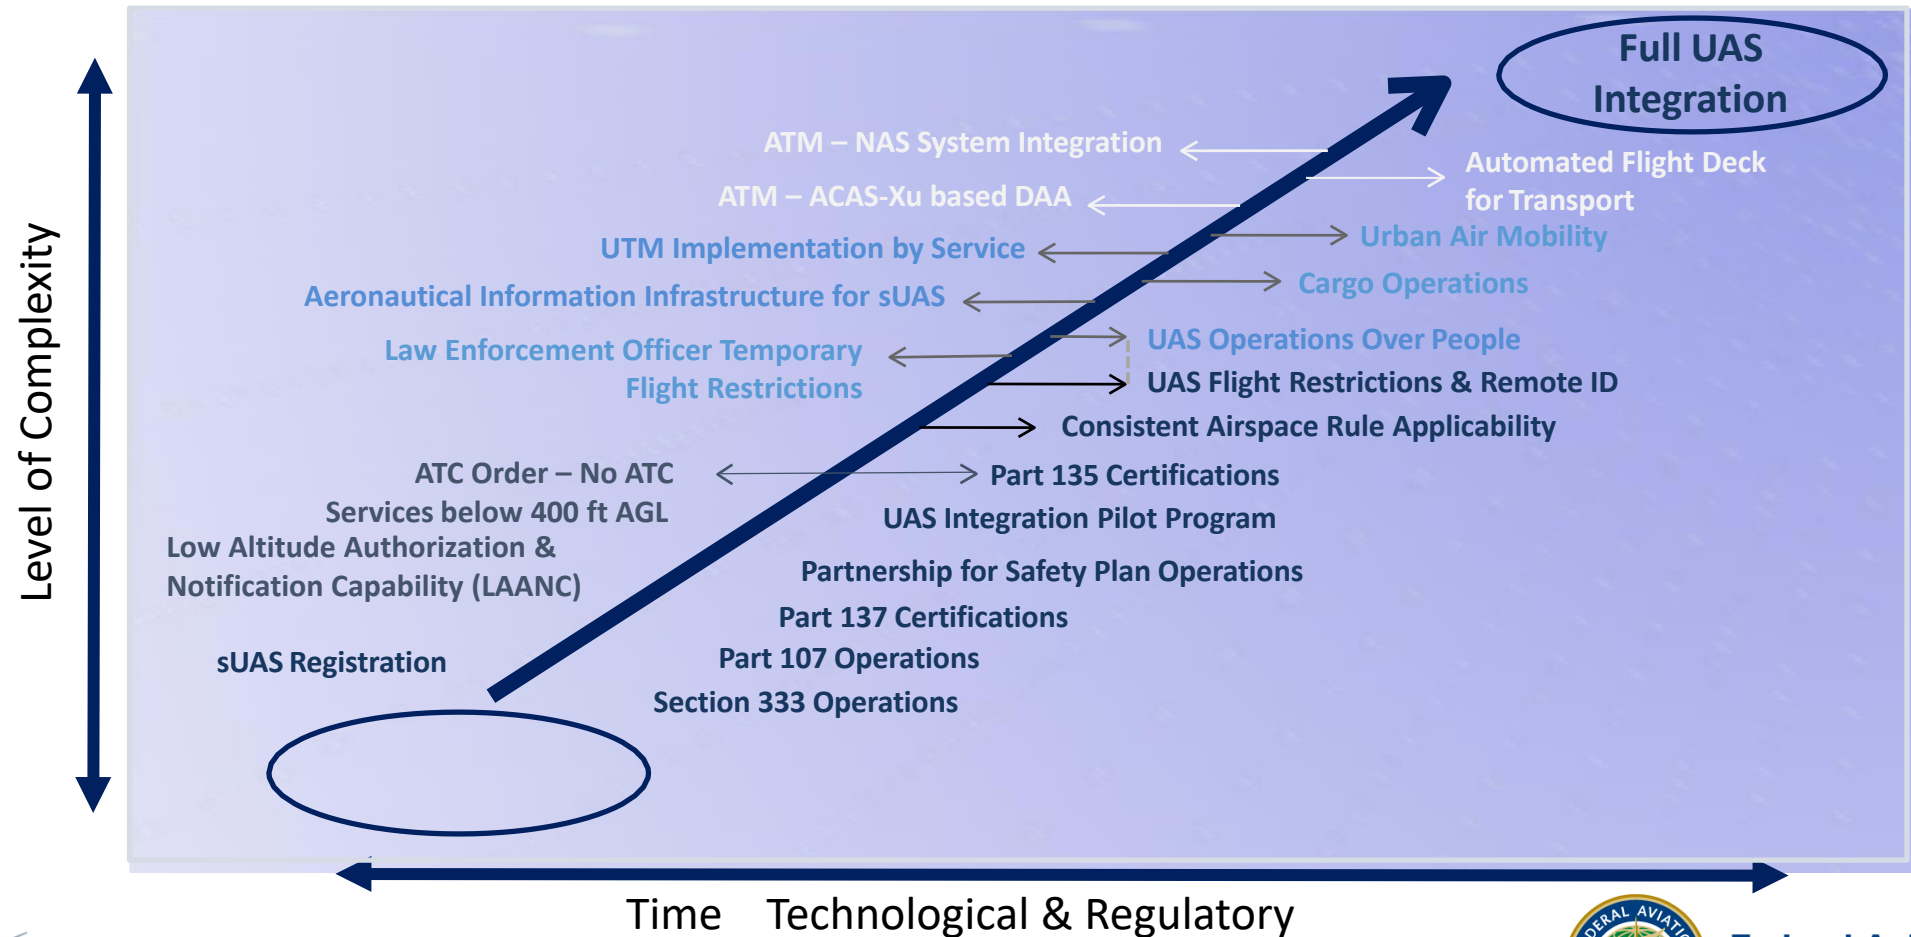 Full UAS
Integration
ATM – NAS System Integration
Automated Flight Deck
for Transport
ATM – ACAS-Xu based DAA
Urban Air Mobility
UTM Implementation by Service
Cargo Operations
Aeronautical Information Infrastructure for sUAS
UAS Operations Over People
Law Enforcement Officer Temporary
Flight Restrictions
UAS Flight Restrictions & Remote ID
Consistent Airspace Rule Applicability
ATC Order – No ATC
Services below 400 ft AGL
Part 135 Certifications
UAS Integration Pilot Program
Low Altitude Authorization &
Notification Capability (LAANC)
Partnership for Safety Plan Operations
Part 137 Certifications
sUAS Registration
Part 107 Operations
Section 333 Operations
Level of Complexity
Time Technological & Regulatory